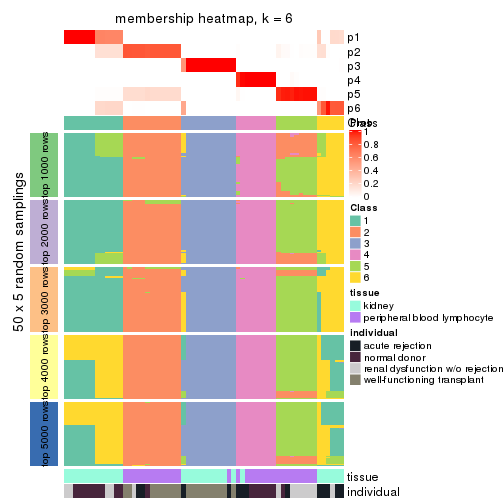 membership heatmap, k = 6
p1
p2
p3
p4
p5
p6
Class
Prob
1
0.8
0.6
0.4
0.2
0
Class
1
2
3
4
5
6
tissue
kidney
peripheral blood lymphocyte
individual
acute rejection
normal donor
renal dysfunction w/o rejection
well-functioning transplant
50 x 5 random samplings
top 1000 rows
top 2000 rows
top 3000 rows
top 4000 rows
top 5000 rows
tissue
individual